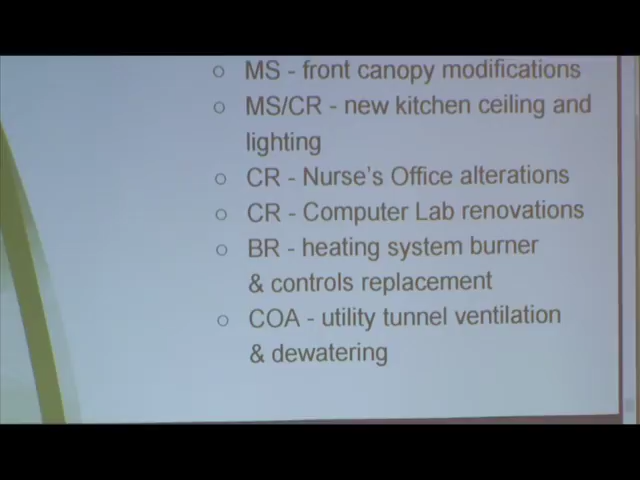 ○ MS - front canopy modifications
○ MS/CR - new kitchen ceiling and
lighting
○ CR - Nurse's Office alterations
○ CR - Computer Lab renovations
○ BR - heating system burner
& controls replacement
○ COA - utility tunnel ventilation
& dewatering